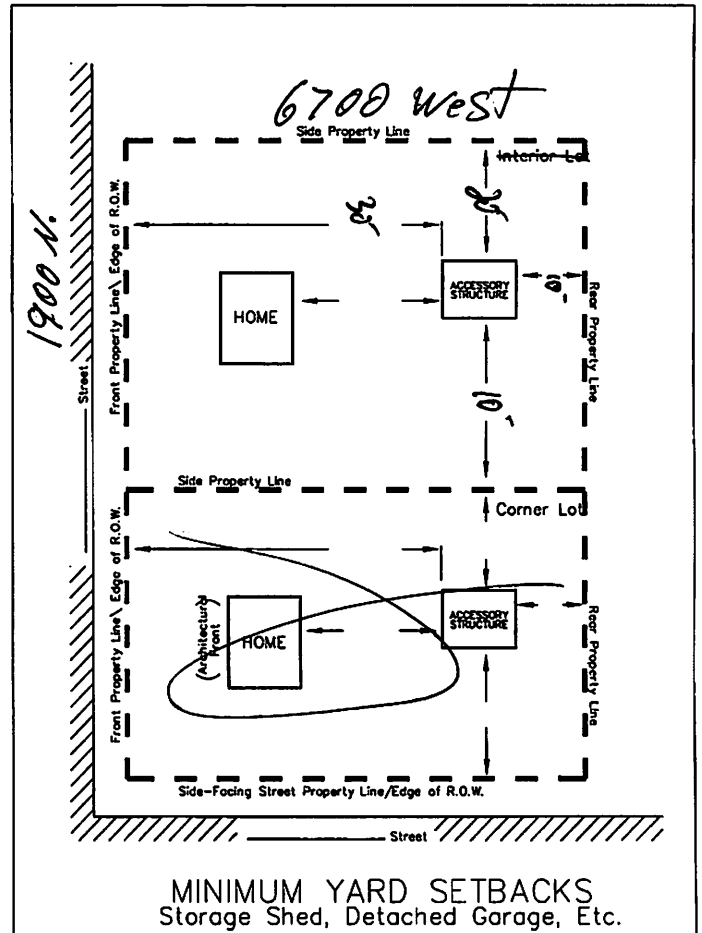 6700 West
Side Property Line
Interior Lot
1900 N.
Street
Front Property Line\ Edge of R.O.W.
HOME
ACCESSORY
STRUCTURE
10'
10'
Rear Property Line
Side Property Line
Corner Lot
Front Property Line\ Edge of R.O.W.
(Architectural
Front)
HOME
ACCESSORY
STRUCTURE
Rear Property Line
Side-Facing Street Property Line/Edge of R.O.W.
Street
MINIMUM YARD SETBACKS
Storage Shed, Detached Garage, Etc.